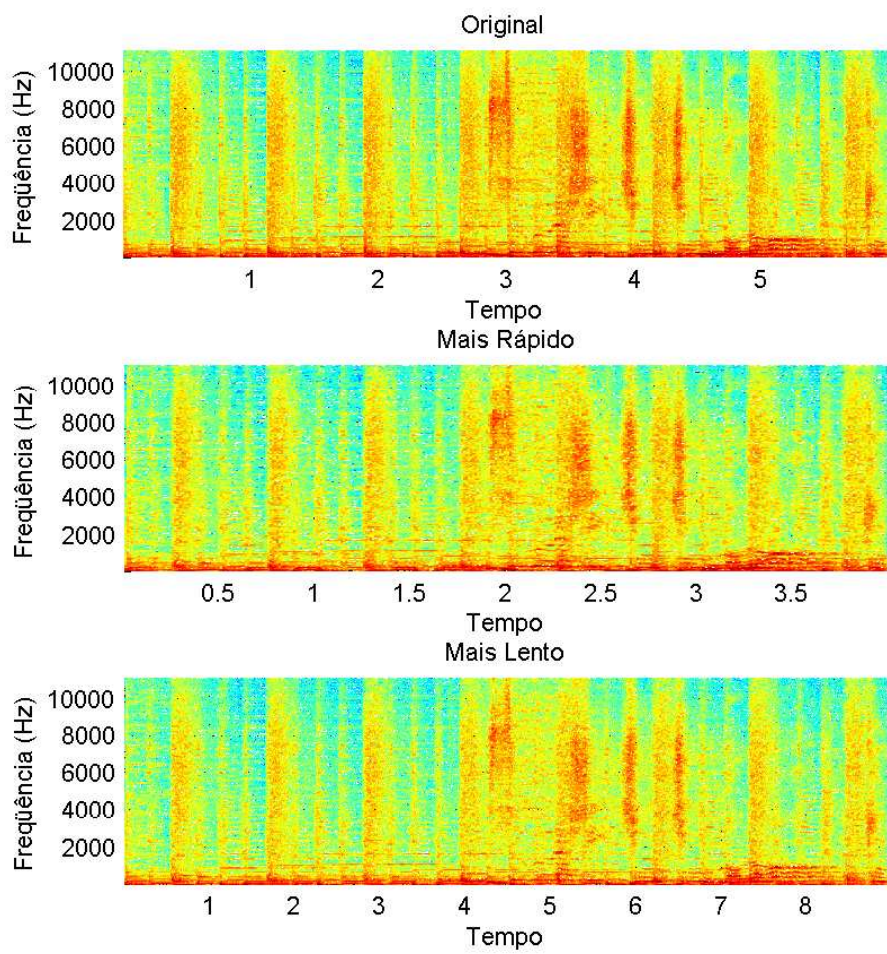 Original
Freqüência (Hz)
10000
8000
6000
4000
2000
1 2 3 4 5
Tempo
Mais Rápido
Freqüência (Hz)
10000
8000
6000
4000
2000
0.5 1 1.5 2 2.5 3 3.5
Tempo
Mais Lento
Freqüência (Hz)
10000
8000
6000
4000
2000
1 2 3 4 5 6 7 8
Tempo